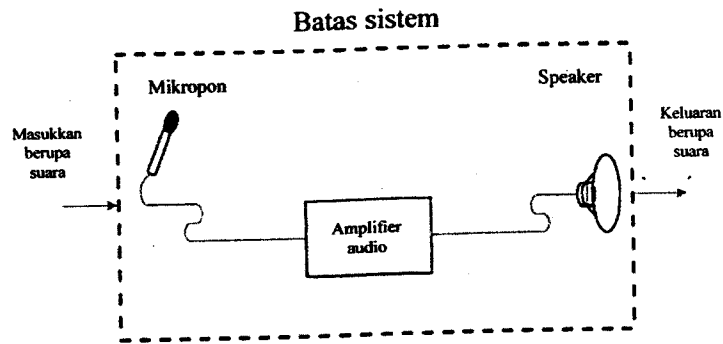 Batas sistem
Mikropon
Speaker
Masukkan
berupa
suara
Keluaran
berupa
suara
Amplifier
audio